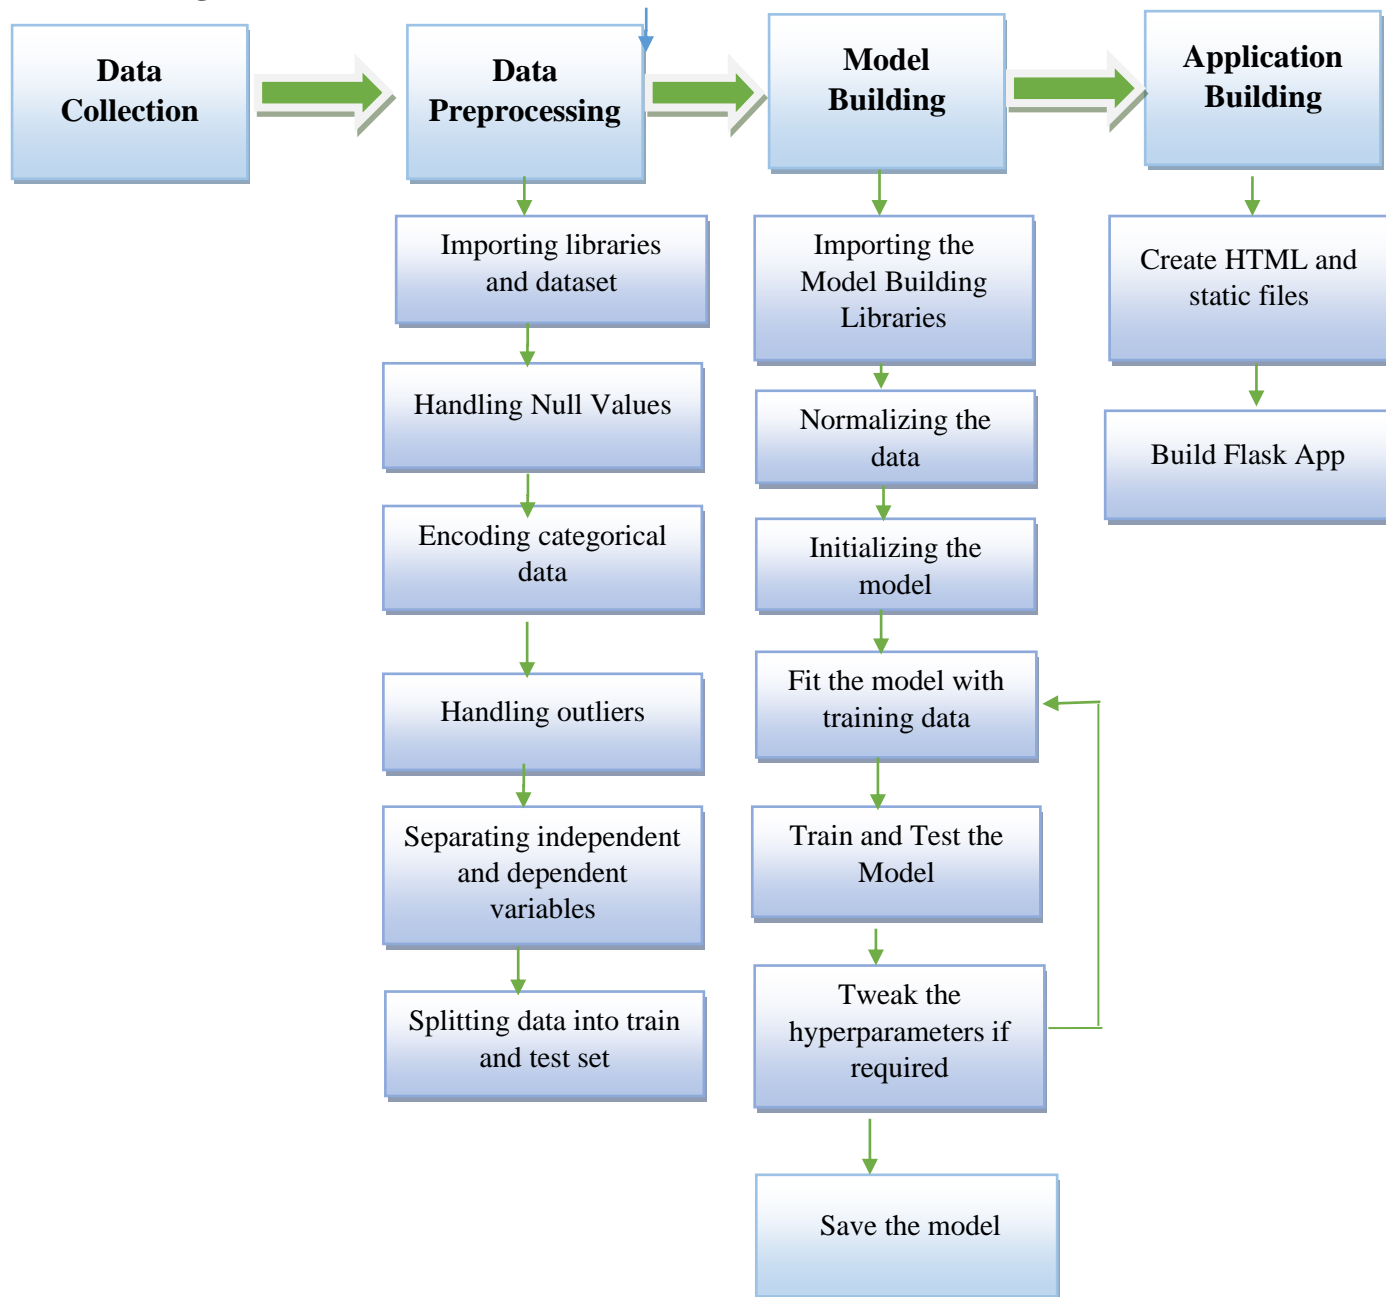 Data
Collection
Data
Preprocessing
Model
Building
Application
Building
Importing libraries
and dataset
Handling Null Values
Encoding categorical
data
Handling outliers
Separating independent
and dependent
variables
Splitting data into train
and test set
Importing the
Model Building
Libraries
Normalizing the
data
Initializing the
model
Fit the model with
training data
Train and Test the
Model
Tweak the
hyperparameters if
required
Save the model
Create HTML and
static files
Build Flask App